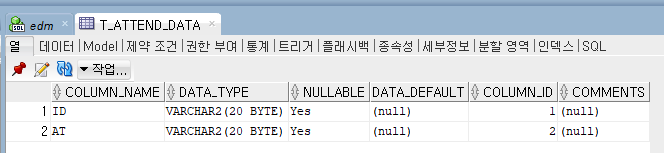 SQL edm T_ATTEND_DATA
열 데이터 Model 제약 조건 권한 부여 통계 트리거 플래시백 종속성 세부정보 분할 영역 인덱스 SQL
작업...
COLUMN_NAME DATA_TYPE NULLABLE DATA_DEFAULT COLUMN_ID COMMENTS
1 ID VARCHAR2(20 BYTE) Yes (null) 1 (null)
2 AT VARCHAR2(20 BYTE) Yes (null) 2 (null)